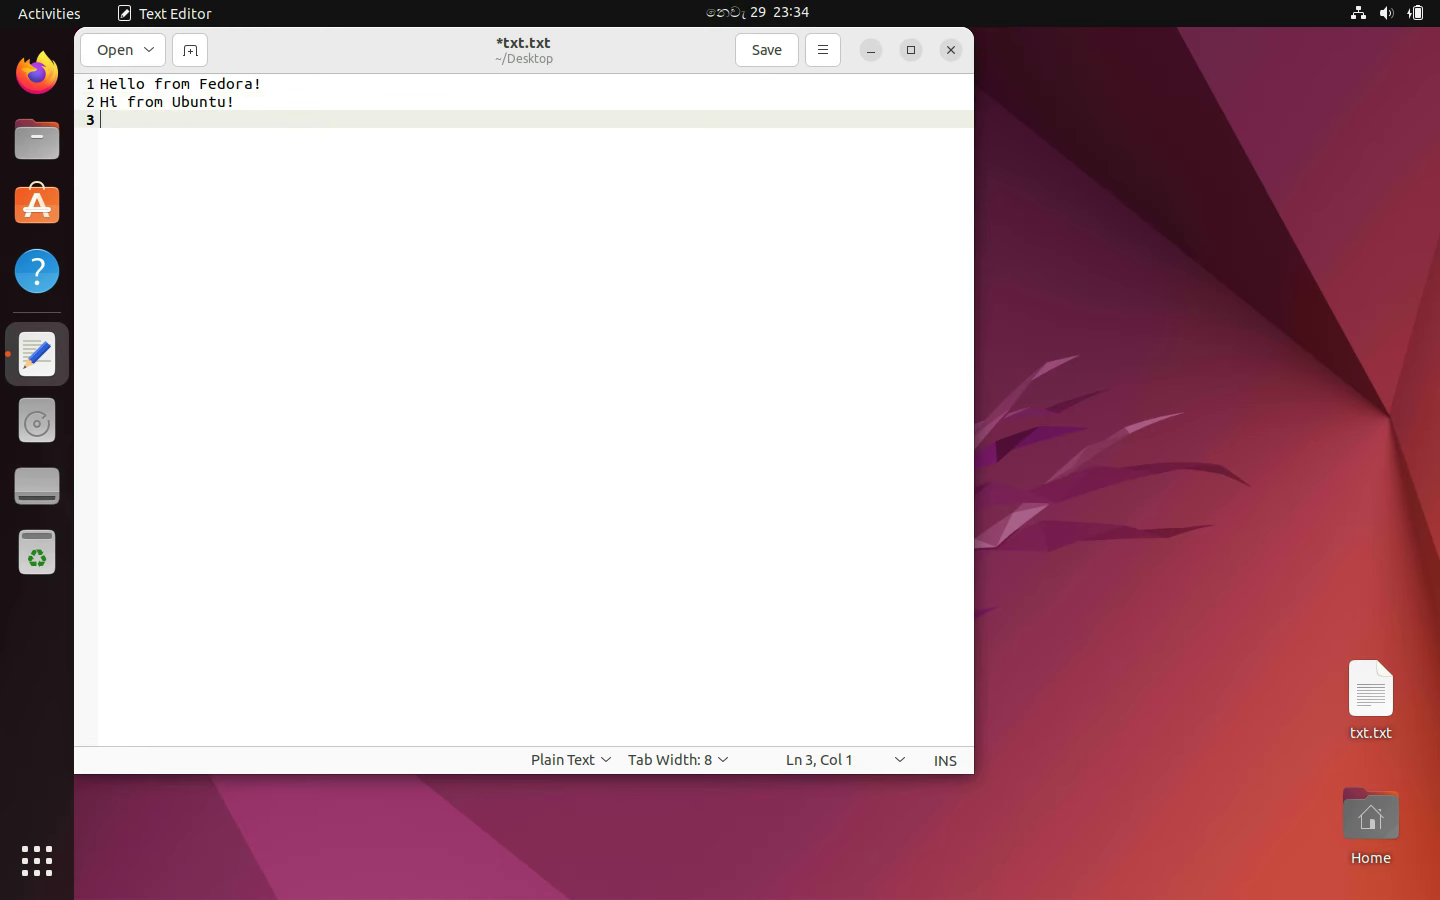 Activities
Text Editor
නොවැ 29 23:34
Open
*txt.txt
~/Desktop
Save
1 Hello from Fedora!
2 Hi from Ubuntu!
3
Plain Text
Tab Width: 8
Ln 3, Col 1
INS
txt.txt
Home